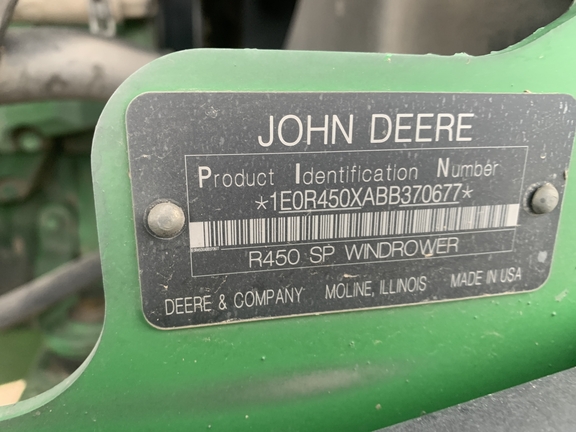 JOHN DEERE
Product Identification Number
*1E0R450XABB370677*
R450 SP WINDROWER
DEERE & COMPANY MOLINE, ILLINOIS MADE IN USA